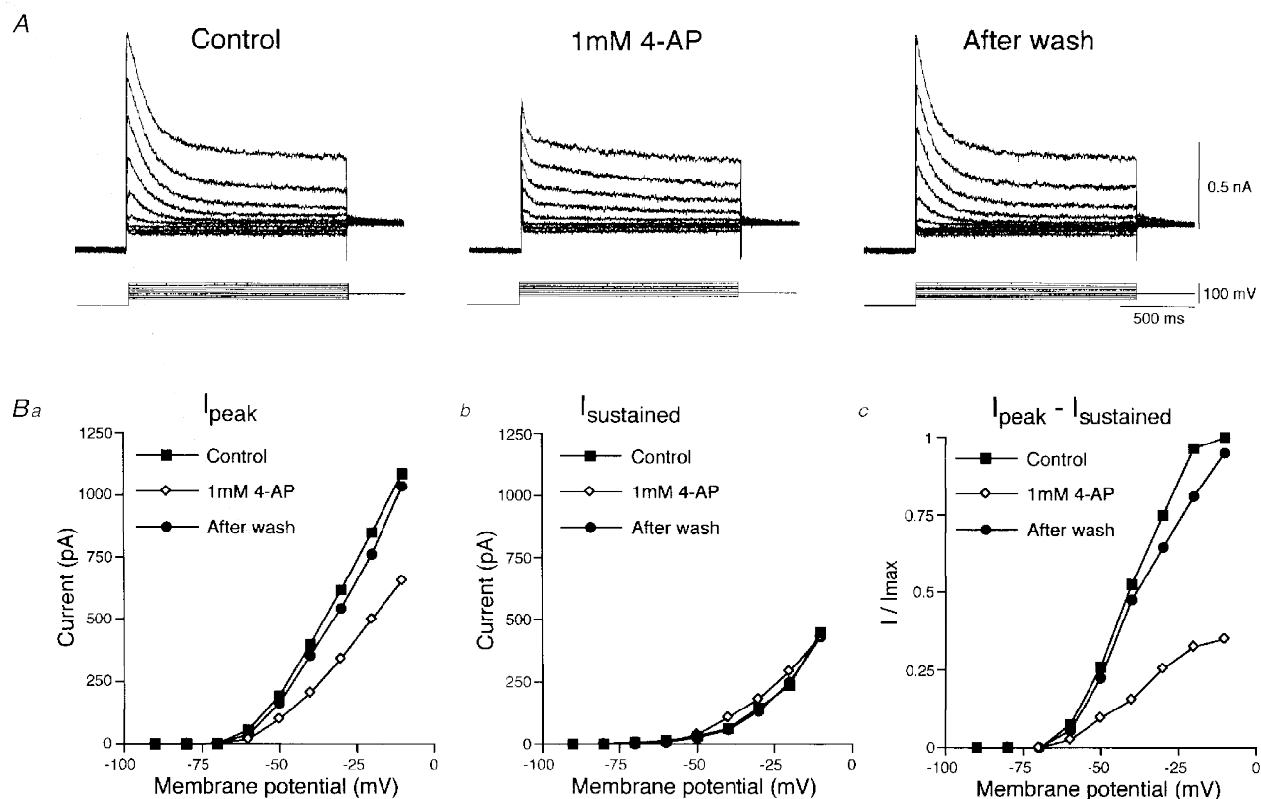 A
Control
1mM 4-AP
After wash
0.5 nA
100 mV
500 ms
Ba
Ipeak
1250
1000
750
500
250
0
Current (pA)
Control
1mM 4-AP
After wash
-100
-75
-50
-25
0
Membrane potential (mV)
b
Isustained
1250
1000
750
500
250
0
Current (pA)
Control
1mM 4-AP
After wash
-100
-75
-50
-25
0
Membrane potential (mV)
c
Ipeak - Isustained
1
0.75
0.5
0.25
0
I / Imax
Control
1mM 4-AP
After wash
-100
-75
-50
-25
0
Membrane potential (mV)